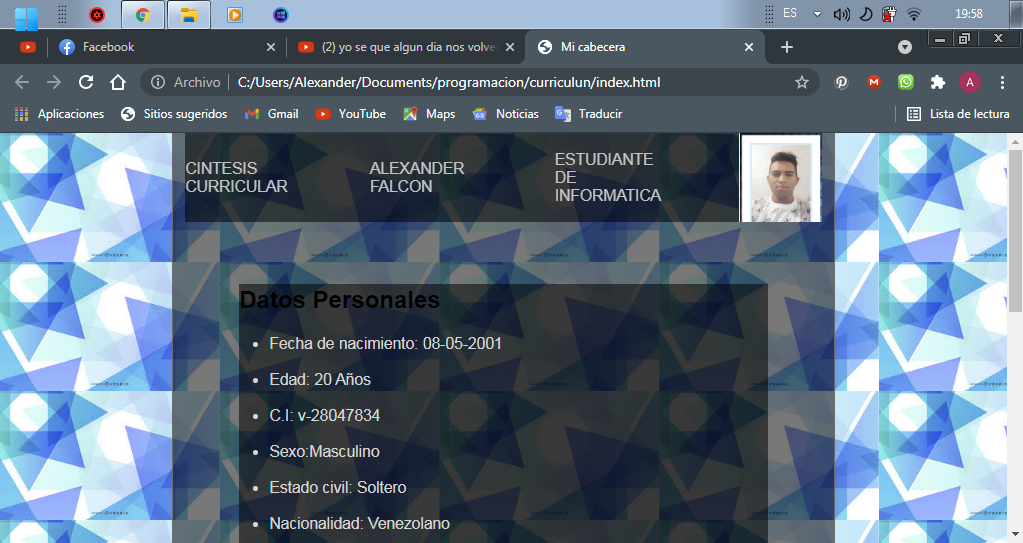 ES
19:58
Facebook
(2) yo se que algun dia nos volve
Mi cabecera
Archivo
C:/Users/Alexander/Documents/programacion/curriculun/index.html
A
Aplicaciones
Sitios sugeridos
Gmail
YouTube
Maps
Noticias
Traducir
Lista de lectura
CINTESIS
CURRICULAR
ALEXANDER
FALCON
ESTUDIANTE
DE
INFORMATICA
Datos Personales
• Fecha de nacimiento: 08-05-2001
• Edad: 20 Años
• C.I: v-28047834
• Sexo:Masculino
• Estado civil: Soltero
• Nacionalidad: Venezolano